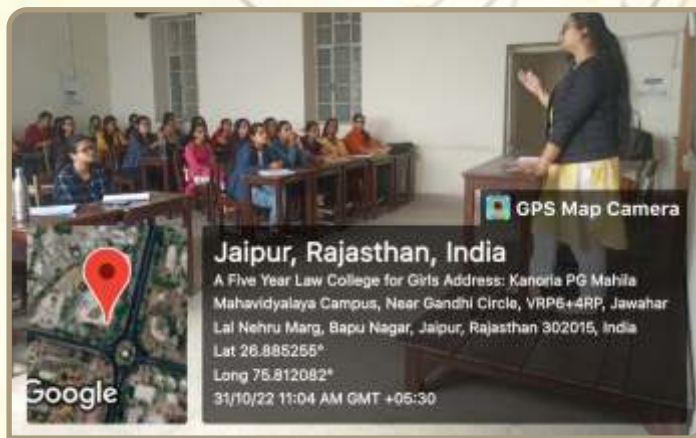 GPS Map Camera
Jaipur, Rajasthan, India
A Five Year Law College for Girls Address: Kanoria PG Mahila
Mahavidyalaya Campus, Near Gandhi Circle, VRP6+4RP, Jawahar
Lal Nehru Marg, Bapu Nagar, Jaipur, Rajasthan 302015, India
Lat 26.885255°
Long 75.812082°
31/10/22 11:04 AM GMT +05:30
Google